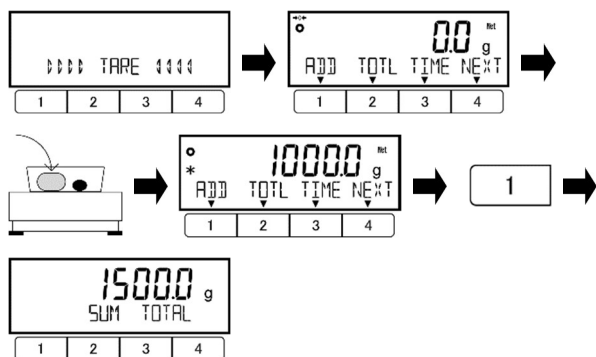 TARE
1 2 3 4
→0←
Net
0.0 g
ADD TOTL TIME NEXT
1 2 3 4
Net
* 1000.0 g
ADD TOTL TIME NEXT
1 2 3 4
1
1500.0 g
SUM TOTAL
1 2 3 4